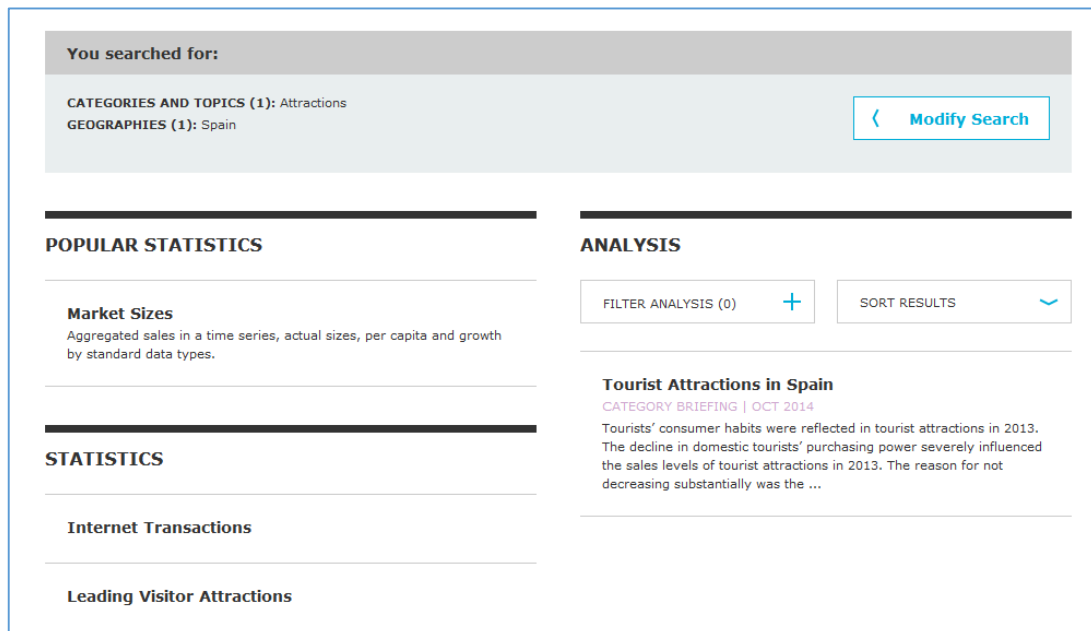 You searched for:
CATEGORIES AND TOPICS (1): Attractions
GEOGRAPHIES (1): Spain
Modify Search
POPULAR STATISTICS
Market Sizes
Aggregated sales in a time series, actual sizes, per capita and growth
by standard data types.
STATISTICS
Internet Transactions
Leading Visitor Attractions
ANALYSIS
FILTER ANALYSIS (0)
SORT RESULTS
Tourist Attractions in Spain
CATEGORY BRIEFING | OCT 2014
Tourists' consumer habits were reflected in tourist attractions in 2013.
The decline in domestic tourists' purchasing power severely influenced
the sales levels of tourist attractions in 2013. The reason for not
decreasing substantially was the ...